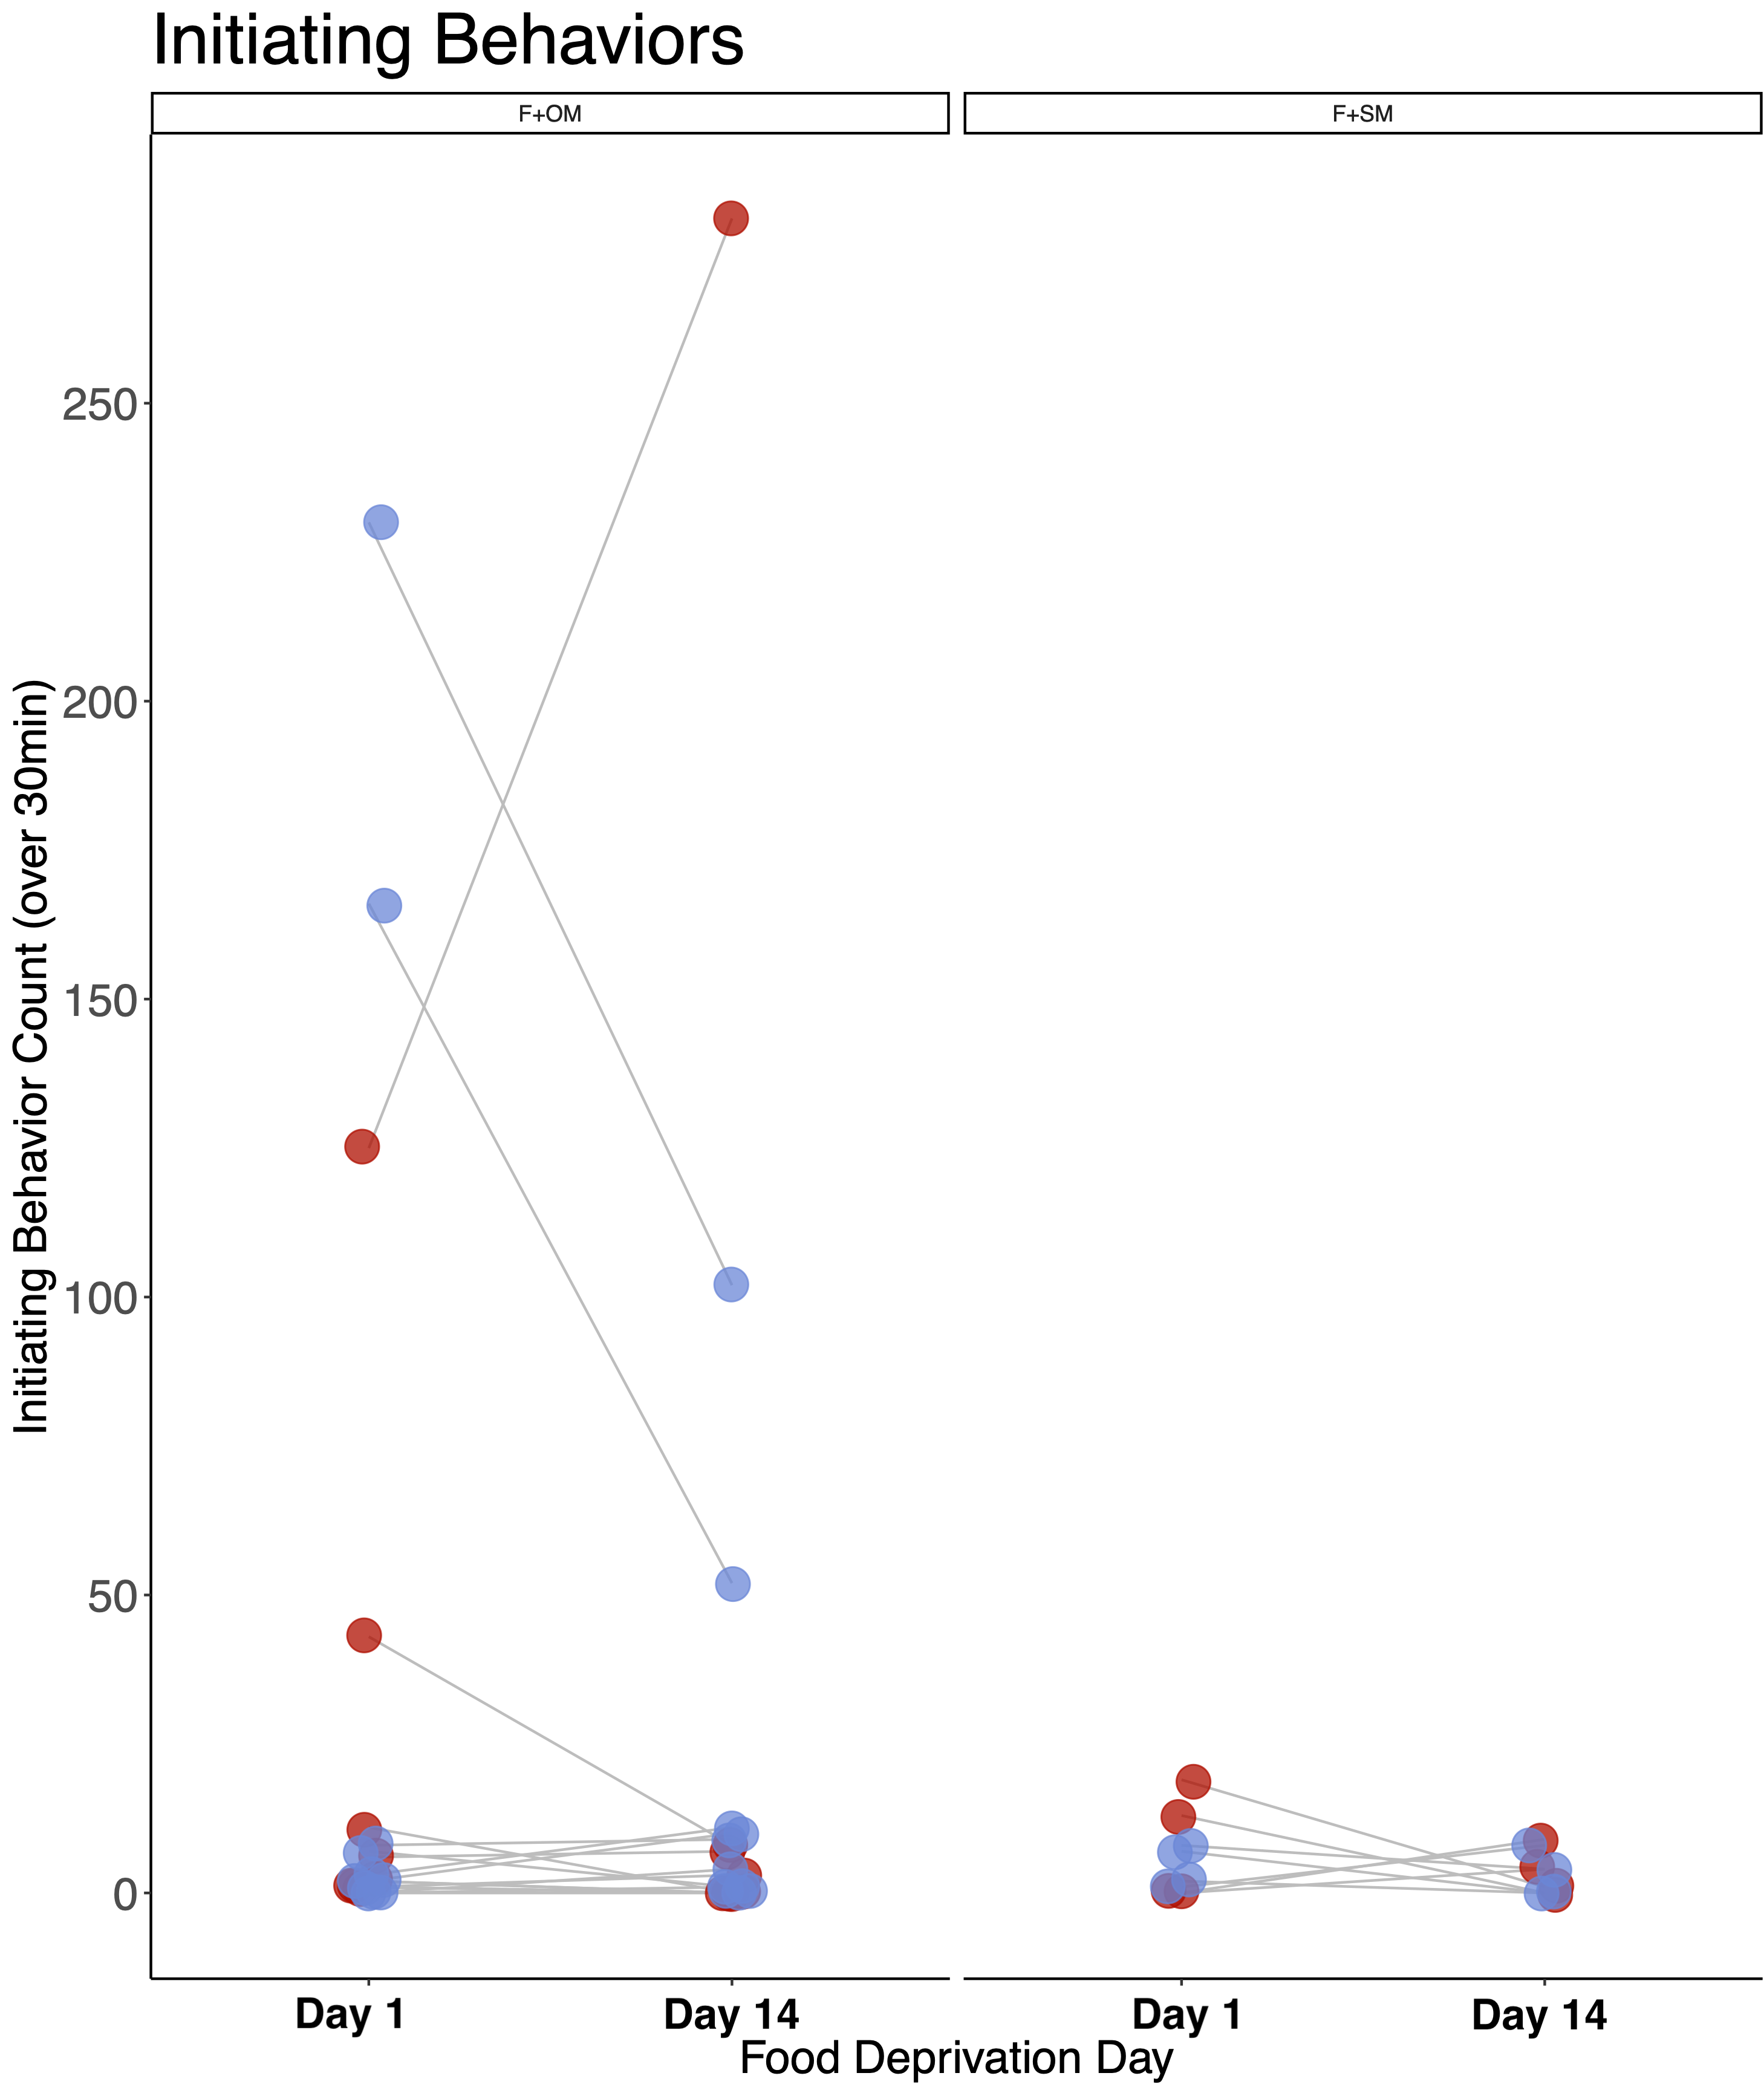 Initiating Behaviors
F+OM
F+SM
Initiating Behavior Count (over 30min)
250
200
150
100
50
0
Day 1
Day 14
Day 1
Day 14
Food Deprivation Day